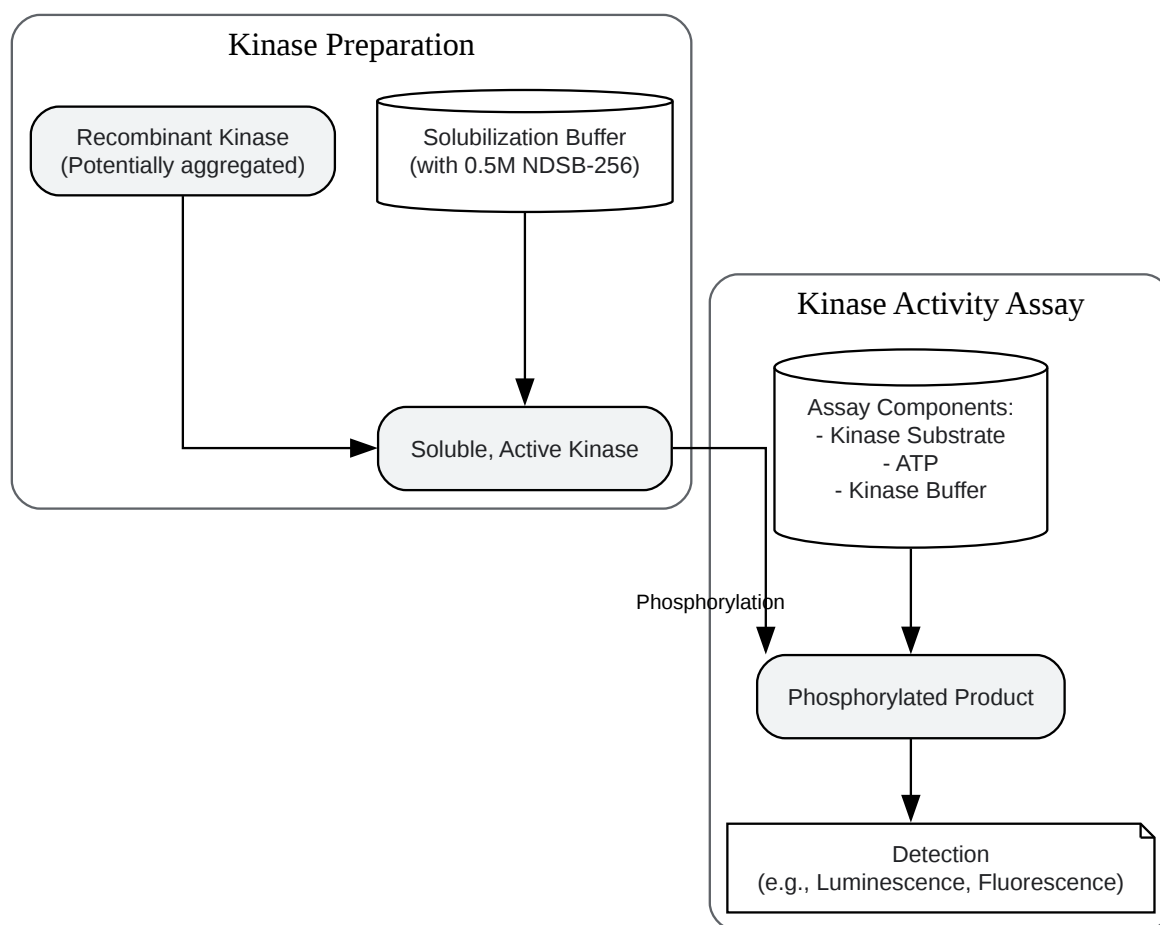 Kinase Preparation
Recombinant Kinase
(Potentially aggregated)
Solubilization Buffer
(with 0.5M NDSB-256)
Soluble, Active Kinase
Kinase Activity Assay
Assay Components:
- Kinase Substrate
- ATP
- Kinase Buffer
Phosphorylation
Phosphorylated Product
Detection
(e.g., Luminescence, Fluorescence)